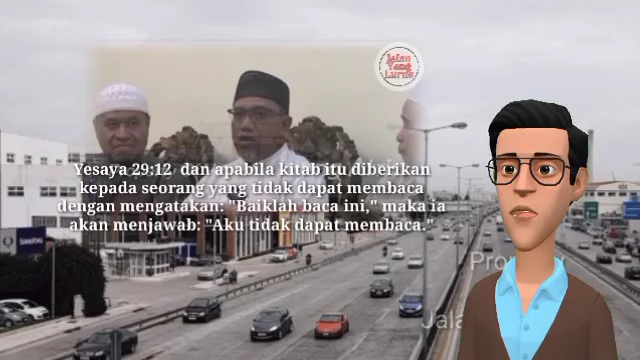 Jalan
Yang
Lurus
Yesaya 29:12 dan apabila kitab itu diberikan
kepada seorang yang tidak dapat membaca
dengan mengatakan: "Baiklah baca ini," maka ia
akan menjawab: "Aku tidak dapat membaca."